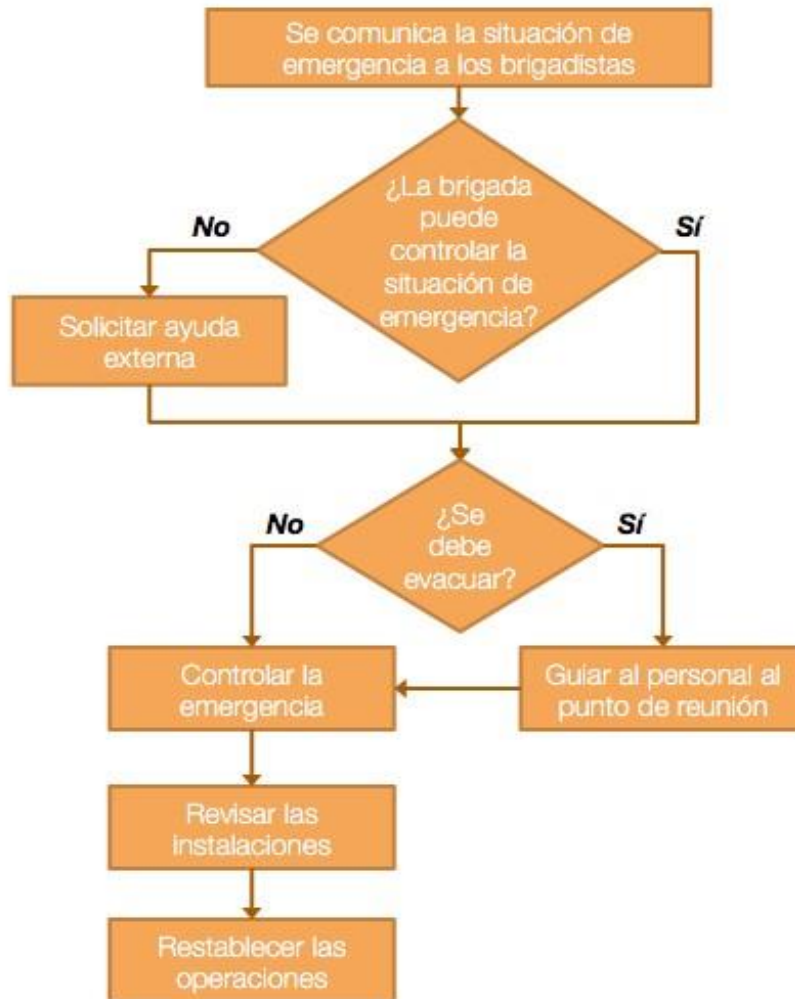 Se comunica la situación de
emergencia a los brigadistas
¿La brigada
puede
controlar la
situación de
emergencia?
No
Sí
Solicitar ayuda
externa
¿Se
debe
evacuar?
No
Sí
Controlar la
emergencia
Guiar al personal al
punto de reunión
Revisar las
instalaciones
Restablecer las
operaciones